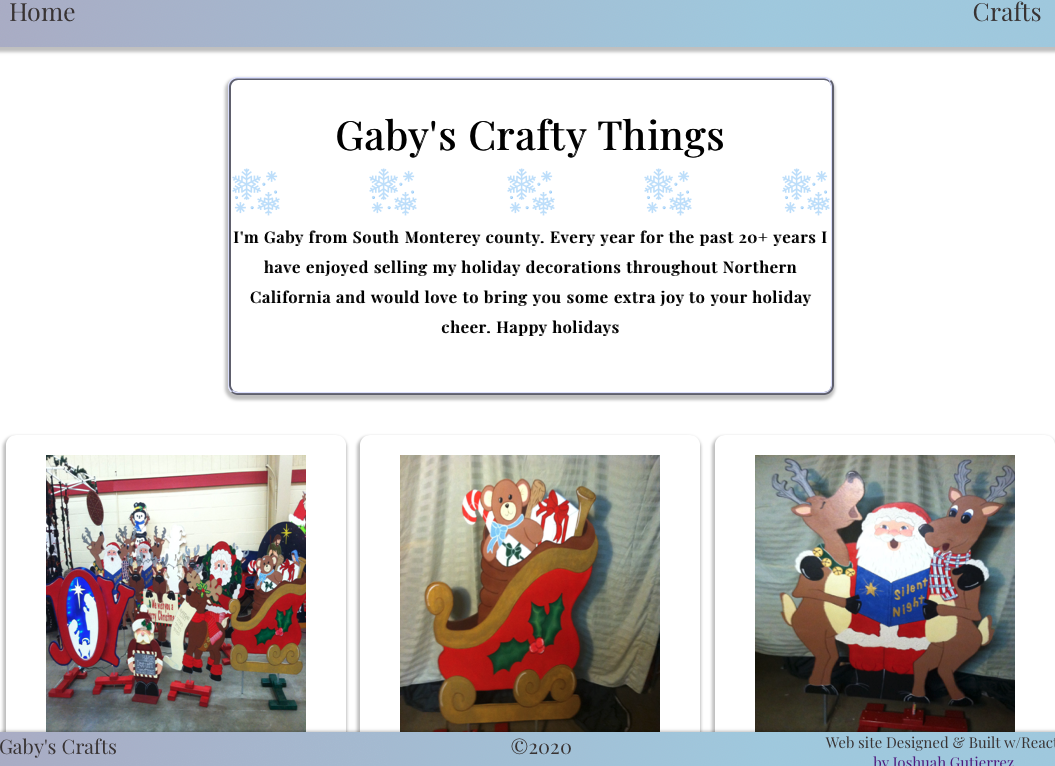 Home
Crafts
Gaby's Crafty Things
I'm Gaby from South Monterey county. Every year for the past 20+ years I
have enjoyed selling my holiday decorations throughout Northern
California and would love to bring you some extra joy to your holiday
cheer. Happy holidays
Silent
Night
Gaby's Crafts
©2020
Web site Designed & Built w/React
by Joshuah Gutierrez